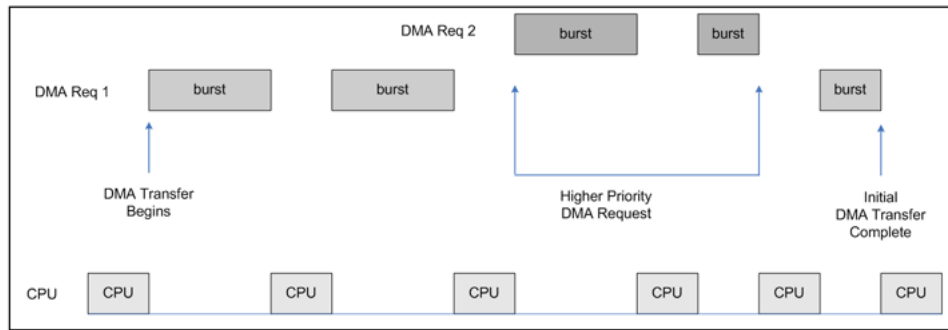 DMA Req 2
burst
burst
DMA Req 1
burst
burst
burst
DMA Transfer
Begins
Higher Priority
DMA Request
Initial
DMA Transfer
Complete
CPU
CPU
CPU
CPU
CPU
CPU
CPU